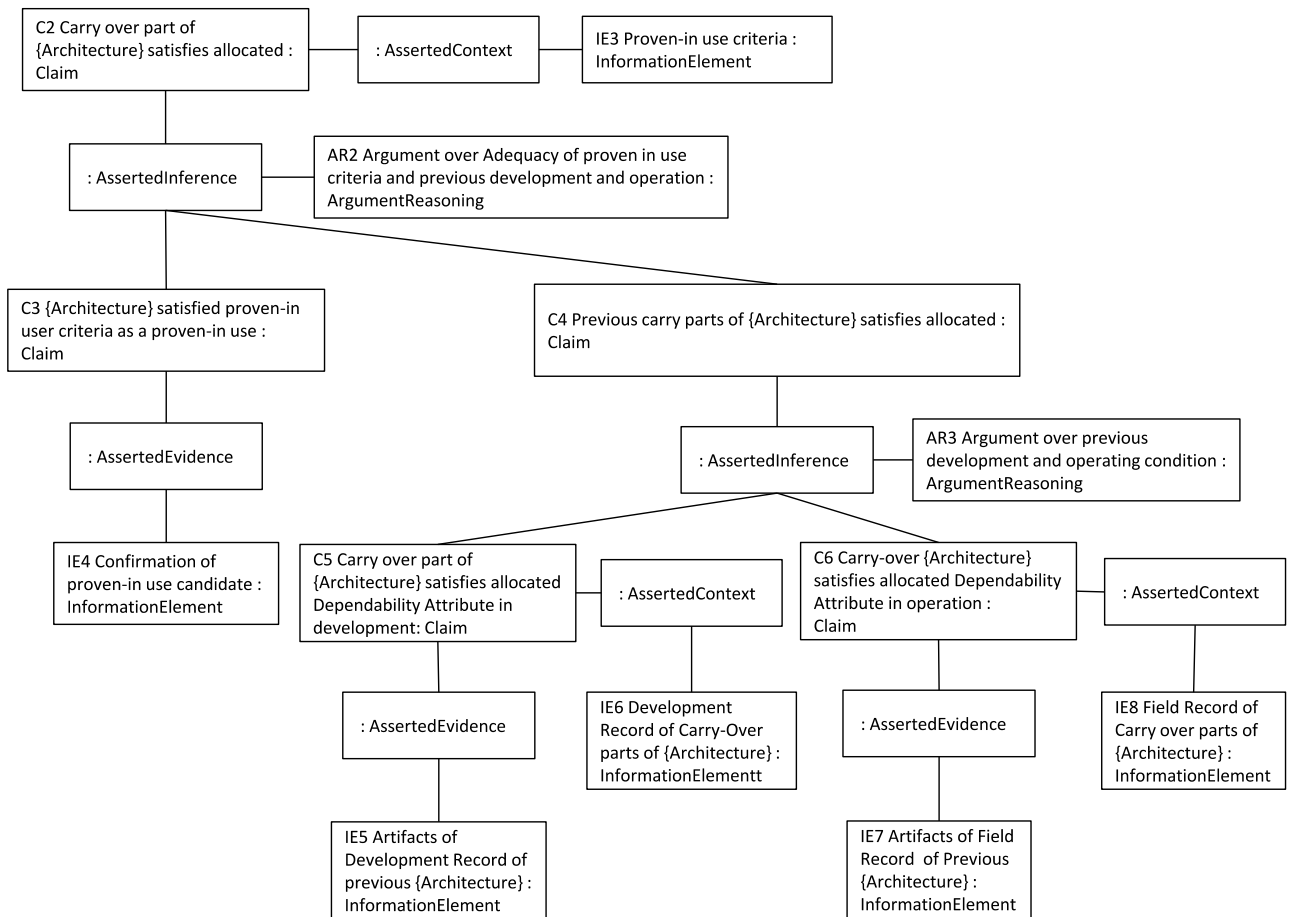 C2 Carry over part of
{Architecture} satisfies allocated :
Claim
: AssertedContext
IE3 Proven-in use criteria :
InformationElement
: AssertedInference
AR2 Argument over Adequacy of proven in use
criteria and previous development and operation :
ArgumentReasoning
C3 {Architecture} satisfied proven-in
user criteria as a proven-in use :
Claim
C4 Previous carry parts of {Architecture} satisfies allocated :
Claim
: AssertedEvidence
: AssertedInference
AR3 Argument over previous
development and operating condition :
ArgumentReasoning
IE4 Confirmation of
proven-in use candidate :
InformationElement
C5 Carry over part of
{Architecture} satisfies allocated
Dependability Attribute in
development: Claim
: AssertedContext
C6 Carry-over {Architecture}
satisfies allocated Dependability
Attribute in operation :
Claim
: AssertedContext
: AssertedEvidence
IE6 Development
Record of Carry-Over
parts of {Architecture} :
InformationElementt
: AssertedEvidence
IE8 Field Record of
Carry over parts of
{Architecture} :
InformationElement
IE5 Artifacts of
Development Record of
previous {Architecture} :
InformationElement
IE7 Artifacts of Field
Record  of Previous
{Architecture} :
InformationElement